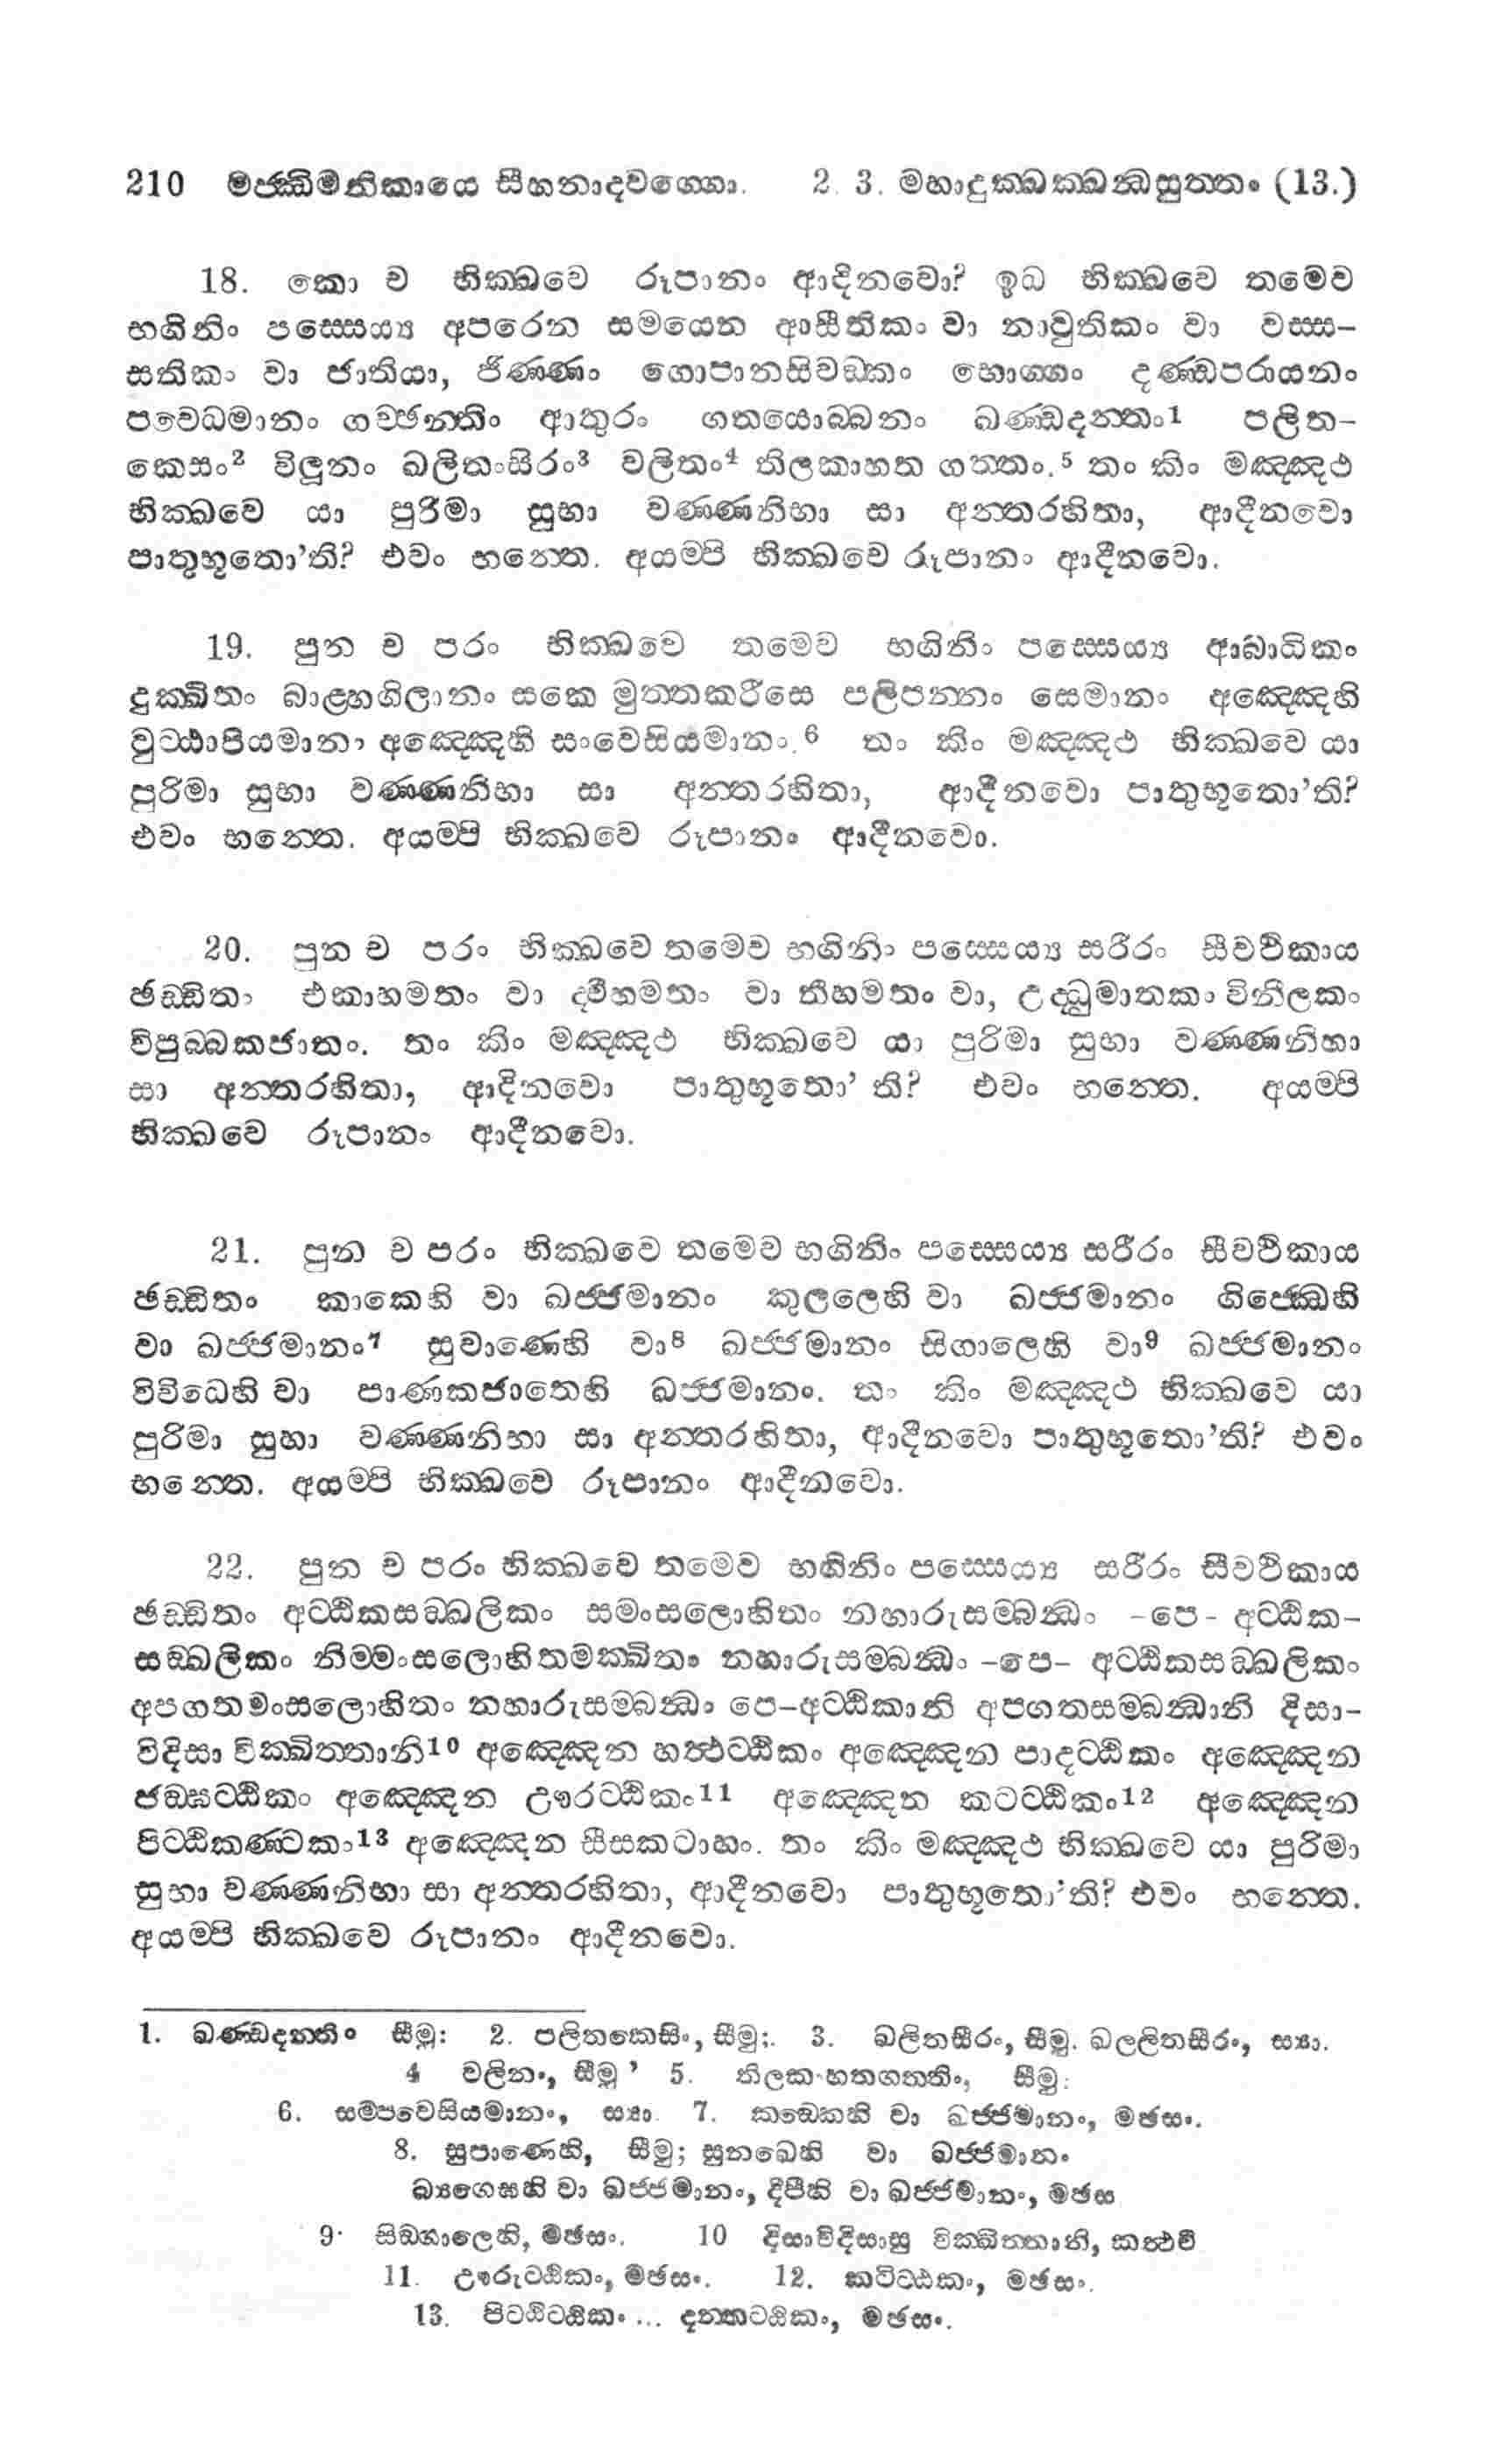 210 මජ්ඣිමනිකායෙ සීහනාදවග්ගො. 2. 3. මහාදුක්ඛක්ඛන්ධසුත්තං (13.)
18. කො ච භික්ඛවෙ රූපානං ආදිනවො? ඉධ භික්ඛවෙ තමෙව
භගිනිං පස්සෙය්‍ය අපරෙන සමයෙන ආසීතිකං වා නාවුතිකං වා වස්ස-
සතිකං වා ජාතියා, ජිණ්ණං ගොපානසිවඞ්කං භොග්ගං දණ්ඩපරායනං
පවෙධමානං ගච්ඡන්තිං ආතුරං ගතයොබ්බනං ඛණ්ඩදන්තං1 පලිත-
කෙසං2 විලූනං ඛලිතංසිරං3 වලිතං4 තිලකාහත ගත්තං.5 තං කිං මඤ්ඤථ
භික්ඛවෙ යා පුරිමා සුභා වණ්ණනිභා සා අන්තරහිතා, ආදීනවො
පාතුභූතො’ති? එවං භන්තෙ. අයම්පි භික්ඛවෙ රූපානං ආදීනවො.
19. පුන ච පරං භික්ඛවෙ තමෙව භගිනිං පස්සෙය්‍ය ආබාධිකං
දුක්ඛිතං බාළ්හගිලානං සකෙ මුත්තකරීසෙ පලිපන්නං සෙමානං අඤ්ඤෙහි
වුට්ඨාපියමානං අඤ්ඤෙහි සංවෙසියමානං.6 තං කිං මඤ්ඤථ භික්ඛවෙ යා
පුරිමා සුභා වණ්ණනිභා සා අන්තරහිතා, ආදීනවො පාතුභූතො’ති?
එවං භන්තෙ. අයම්පි භික්ඛවෙ රූපානං ආදීනවො.
20. පුන ච පරං භික්ඛවෙ තමෙව භගිනිං පස්සෙය්‍ය සරීරං සීවථිකාය
ඡඩ්ඩිතං එකාහමතං වා ද්වීහමතං වා තීහමතං වා, උද්ධුමාතකං විනීලකං
විපුබ්බකජාතං. තං කිං මඤ්ඤථ භික්ඛවෙ යා පුරිමා සුභා වණ්ණනිභා
සා අන්තරහිතා, ආදිනවො පාතුභූතො’ ති? එවං භන්තෙ. අයම්පි
භික්ඛවෙ රූපානං ආදීනවො.
21. පුන ච පරං භික්ඛවෙ තමෙව භගිනිං පස්සෙය්‍ය සරීරං සීවථිකාය
ඡඩ්ඩිතං කාකෙහි වා ඛජ්ජමානං කුලලෙහි වා ඛජ්ජමානං ගිජ්ඣෙහි
වා ඛජ්ජමානං7 සුවාණෙහි වා8 ඛජ්ජමානං සිගාලෙහි වා9 ඛජ්ජමානං
විවිධෙහි වා පාණකජාතෙහි ඛජ්ජමානං. තං කිං මඤ්ඤථ භික්ඛවෙ යා
පුරිමා සුභා වණ්ණනිභා සා අන්තරහිතා, ආදීනවො පාතුභූතො’ති? එවං
භන්තෙ. අයම්පි භික්ඛවෙ රූපානං ආදීනවො.
22. පුන ච පරං භික්ඛවෙ තමෙව භගිනිං පස්සෙය්‍ය සරීරං සීවථිකාය
ඡඩ්ඩිතං අට්ඨිකසඞ්ඛලිකං සමංසලොහිතං නහාරුසම්බන්ධං -පෙ- අට්ඨික-
සඞ්ඛලිකං නිම්මංසලොහිතමක්ඛිතං නහාරුසම්බන්ධං -පෙ- අට්ඨිකසඞ්ඛලිකං
අපගතමංසලොහිතං නහාරුසම්බන්ධං පෙ-අට්ඨිකානි අපගතසම්බන්ධානි දිසා-
විදිසා වික්ඛිත්තානි10 අඤ්ඤෙන හත්ථට්ඨිකං අඤ්ඤෙන පාදට්ඨිකං අඤ්ඤෙන
ජඞ්ඝට්ඨිකං අඤ්ඤෙන ඌරට්ඨිකං11 අඤ්ඤෙන කටට්ඨිකං12 අඤ්ඤෙන
පිට්ඨිකණ්ටකං13 අඤ්ඤෙන සීසකටාහං. තං කිං මඤ්ඤථ භික්ඛවෙ යා පුරිමා
සුභා වණ්ණනිභා සා අන්තරහිතා, ආදීනවො පාතුභූතො’ති? එවං භන්තෙ.
අයම්පි භික්ඛවෙ රූපානං ආදීනවො.
1. ඛණ්ඩදන්තිං සීමු: 2. පලිතකෙසිං, සීමු;. 3. ඛලිතසීරං, සීමු. ඛල්ලිතසීරං, ස්‍යා.
4 වලිනං, සීමු ’ 5. තිලකාහතගත්තිං, සීමු:
6. සම්පවෙසියමානං, ස්‍යා. 7. කඞ්කෙහි වා ඛජ්ජමානං, මඡසං.
8. සුපාණෙහි, සීමු; සුනඛෙහි වා ඛජ්ජමානං
බ්‍යග්ඝෙහි වා ඛජ්ජමානං, දීපීහි වා ඛජ්ජමානං, මඡස
9. සිඞ්ගාලෙහි, මඡසං. 10 දිසාවිදිසාසු වික්ඛිත්තානි, කත්ථචි
11. ඌරුට්ඨිකං, මඡසං. 12. කටිට්ඨකං, මඡසං.
13. පිට්ඨිට්ඨිකං ... දන්තට්ඨිකං, මඡසං.